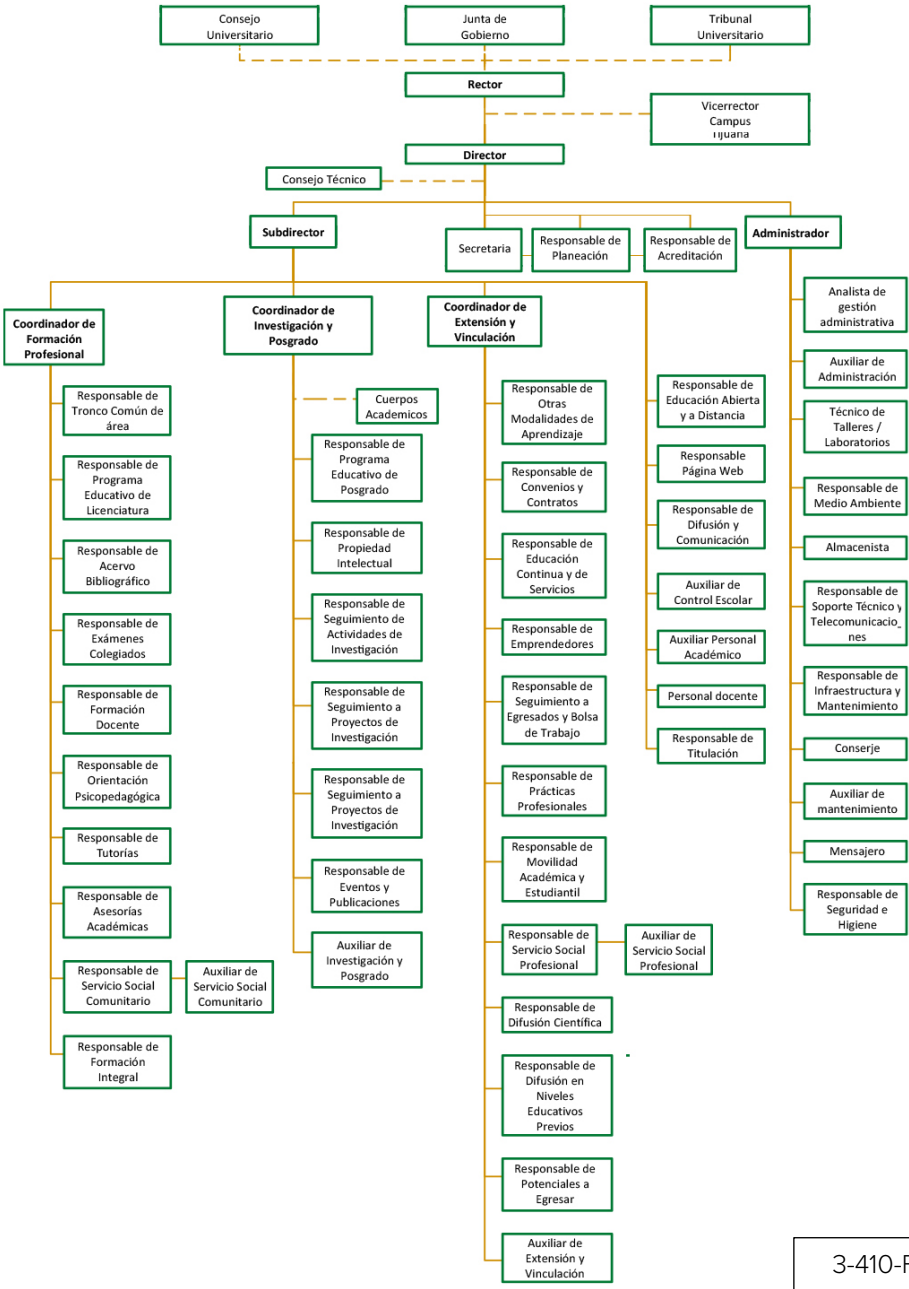 Consejo
Universitario
Junta de
Gobierno
Tribunal
Universitario
Rector
Vicerrector
Campus
Tijuana
Director
Consejo Técnico
Subdirector
Secretaria
Responsable de
Planeación
Responsable de
Acreditación
Administrador
Coordinador de
Formación
Profesional
Coordinador de
Investigación y
Posgrado
Coordinador de
Extensión y
Vinculación
Responsable de
Tronco Común de
área
Responsable de
Programa
Educativo de
Licenciatura
Responsable de
Acervo
Bibliográfico
Responsable de
Exámenes
Colegiados
Responsable de
Formación
Docente
Responsable de
Orientación
Psicopedagógica
Responsable de
Tutorías
Responsable de
Asesorías
Académicas
Responsable de
Servicio Social
Comunitario
Auxiliar de
Servicio Social
Comunitario
Responsable de
Formación
Integral
Cuerpos
Academicos
Responsable de
Programa
Educativo de
Posgrado
Responsable de
Propiedad
Intelectual
Responsable de
Seguimiento de
Actividades de
Investigación
Responsable de
Seguimiento a
Proyectos de
Investigación
Responsable de
Seguimiento a
Proyectos de
Investigación
Responsable de
Eventos y
Publicaciones
Auxiliar de
Investigación y
Posgrado
Responsable de
Otras
Modalidades de
Aprendizaje
Responsable de
Convenios y
Contratos
Responsable de
Educación
Continua y de
Servicios
Responsable de
Emprendedores
Responsable de
Seguimiento a
Egresados y Bolsa
de Trabajo
Responsable de
Prácticas
Profesionales
Responsable de
Movilidad
Académica y
Estudiantil
Responsable de
Servicio Social
Profesional
Auxiliar de
Servicio Social
Profesional
Responsable de
Difusión Científica
Responsable de
Difusión en
Niveles
Educativos
Previos
Responsable de
Potenciales a
Egresar
Auxiliar de
Extensión y
Vinculación
Responsable de
Educación Abierta
y a Distancia
Responsable
Página Web
Responsable de
Difusión y
Comunicación
Auxiliar de
Control Escolar
Auxiliar Personal
Académico
Personal docente
Responsable de
Titulación
Analista de
gestión
administrativa
Auxiliar de
Administración
Técnico de
Talleres /
Laboratorios
Responsable de
Medio Ambiente
Almacenista
Responsable de
Soporte Técnico y
Telecomunicacio_
nes
Responsable de
Infraestructura y
Mantenimiento
Conserje
Auxiliar de
mantenimiento
Mensajero
Responsable de
Seguridad e
Higiene
3-410-F